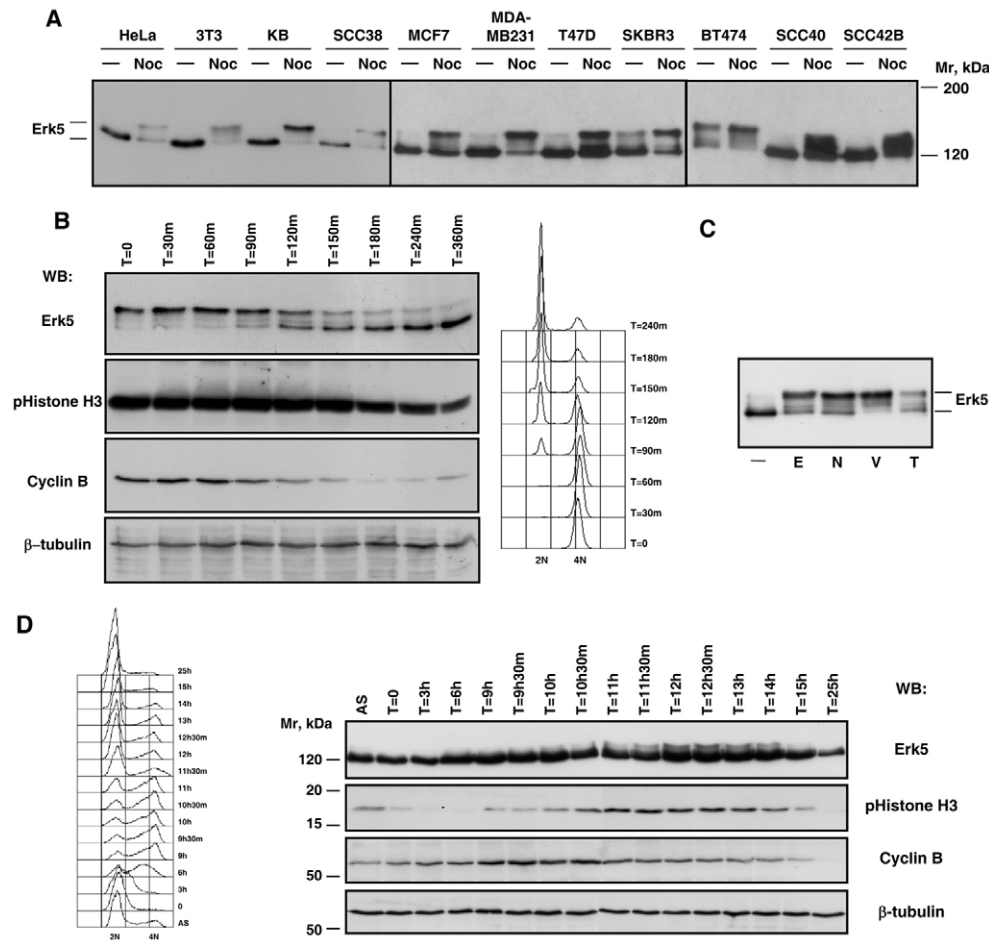 A
HeLa 3T3 KB SCC38 MCF7 MDA-MB231 T47D SKBR3 BT474 SCC40 SCC42B
— Noc — Noc — Noc — Noc — Noc — Noc — Noc — Noc — Noc — Noc — Noc
Mr, kDa
200
Erk5
120
B
WB:
T=0 T=30m T=60m T=90m T=120m T=150m T=180m T=240m T=360m
Erk5
pHistone H3
Cyclin B
β-tubulin
T=240m
T=180m
T=150m
T=120m
T=90m
T=60m
T=30m
T=0
2N 4N
C
Erk5
— E N V T
D
25h
15h
14h
13h
12h30m
12h
11h30m
11h
10h30m
10h
9h30m
9h
6h
3h
0
AS
2N 4N
AS T=0 T=3h T=6h T=9h T=9h30m T=10h T=10h30m T=11h T=11h30m T=12h T=12h30m T=13h T=14h T=15h T=25h
WB:
Mr, kDa
120 Erk5
20
15 pHistone H3
50 Cyclin B
50 β-tubulin